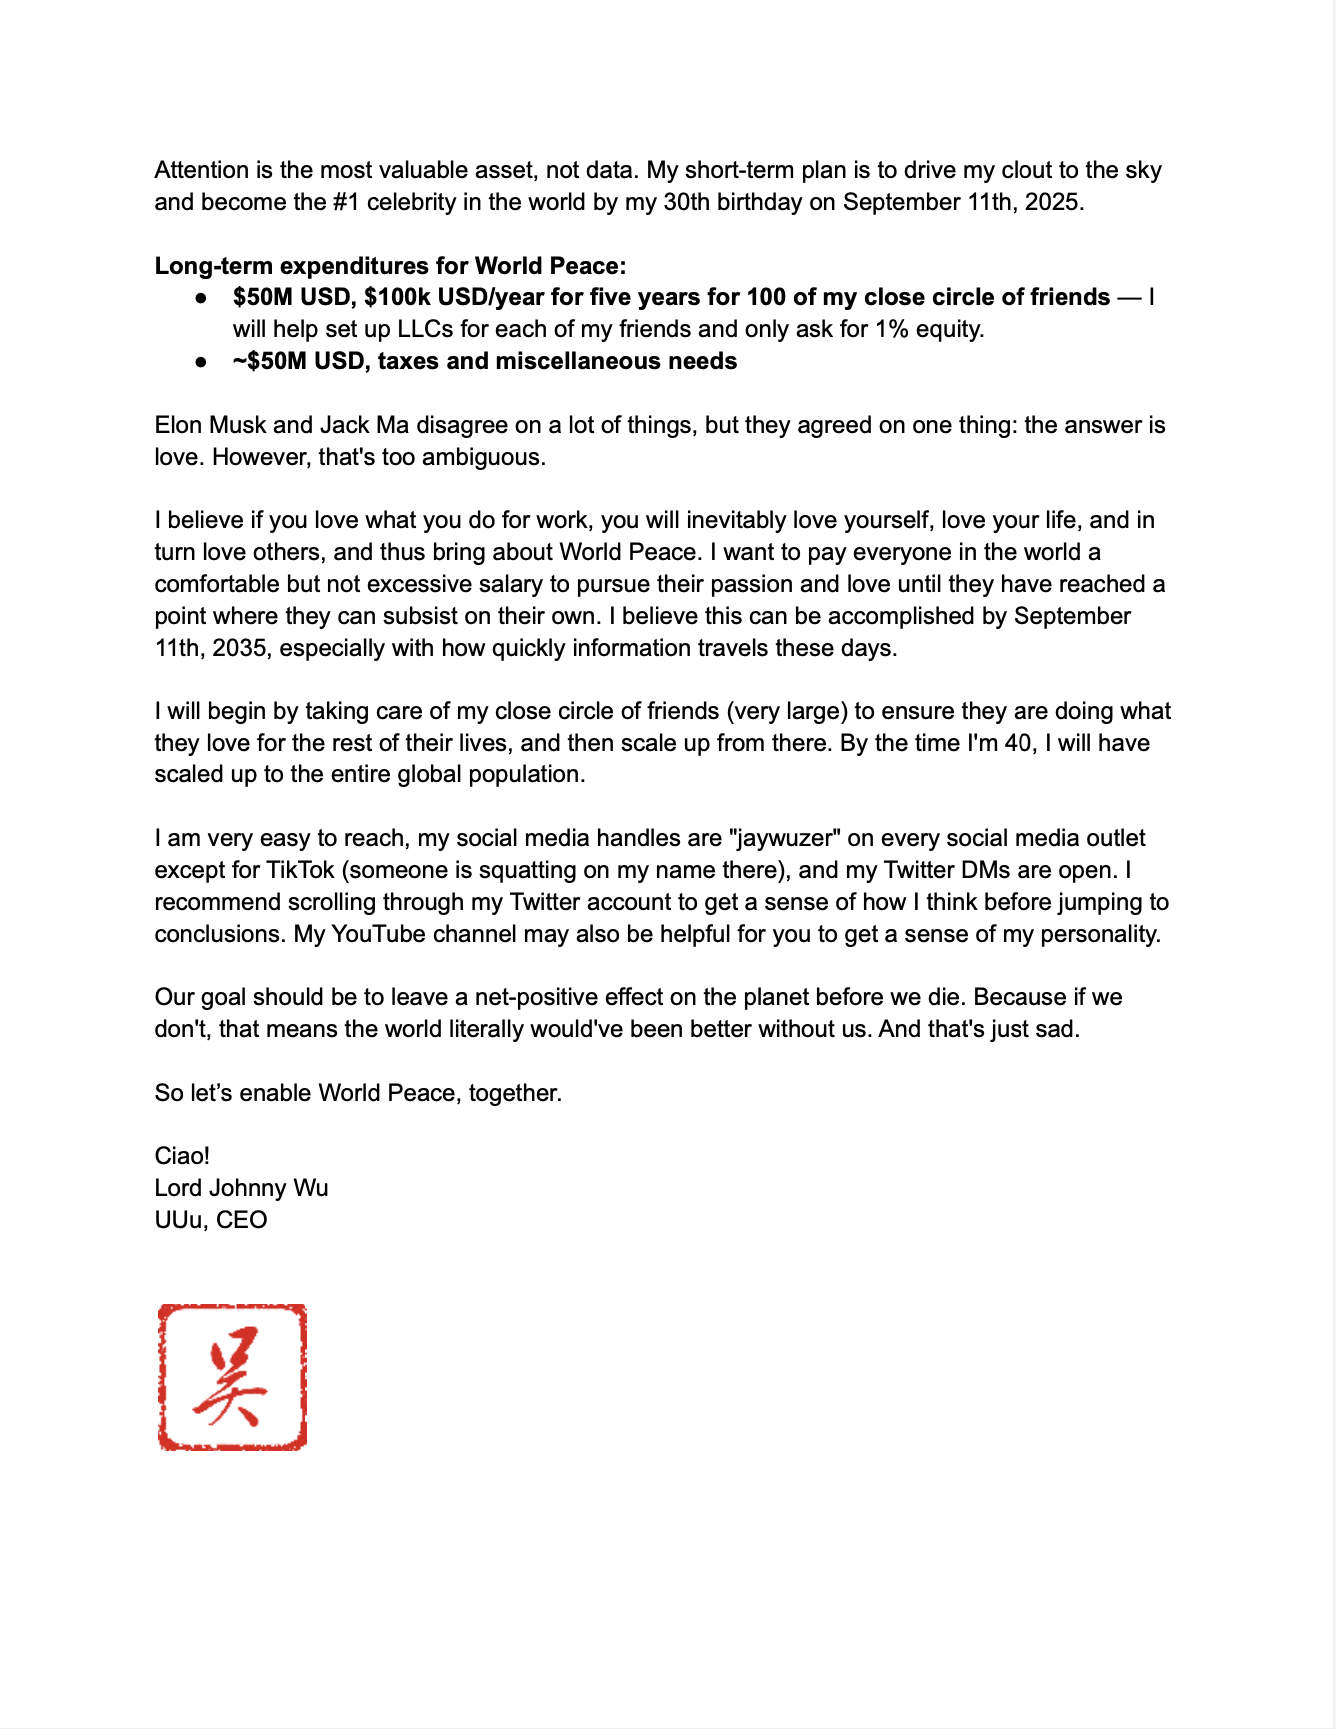 Attention is the most valuable asset, not data. My short-term plan is to drive my clout to the sky
and become the #1 celebrity in the world by my 30th birthday on September 11th, 2025.
Long-term expenditures for World Peace:
● $50M USD, $100k USD/year for five years for 100 of my close circle of friends — I
will help set up LLCs for each of my friends and only ask for 1% equity.
● ~$50M USD, taxes and miscellaneous needs
Elon Musk and Jack Ma disagree on a lot of things, but they agreed on one thing: the answer is
love. However, that's too ambiguous.
I believe if you love what you do for work, you will inevitably love yourself, love your life, and in
turn love others, and thus bring about World Peace. I want to pay everyone in the world a
comfortable but not excessive salary to pursue their passion and love until they have reached a
point where they can subsist on their own. I believe this can be accomplished by September
11th, 2035, especially with how quickly information travels these days.
I will begin by taking care of my close circle of friends (very large) to ensure they are doing what
they love for the rest of their lives, and then scale up from there. By the time I'm 40, I will have
scaled up to the entire global population.
I am very easy to reach, my social media handles are "jaywuzer" on every social media outlet
except for TikTok (someone is squatting on my name there), and my Twitter DMs are open. I
recommend scrolling through my Twitter account to get a sense of how I think before jumping to
conclusions. My YouTube channel may also be helpful for you to get a sense of my personality.
Our goal should be to leave a net-positive effect on the planet before we die. Because if we
don't, that means the world literally would've been better without us. And that's just sad.
So let’s enable World Peace, together.
Ciao!
Lord Johnny Wu
UUu, CEO
吴